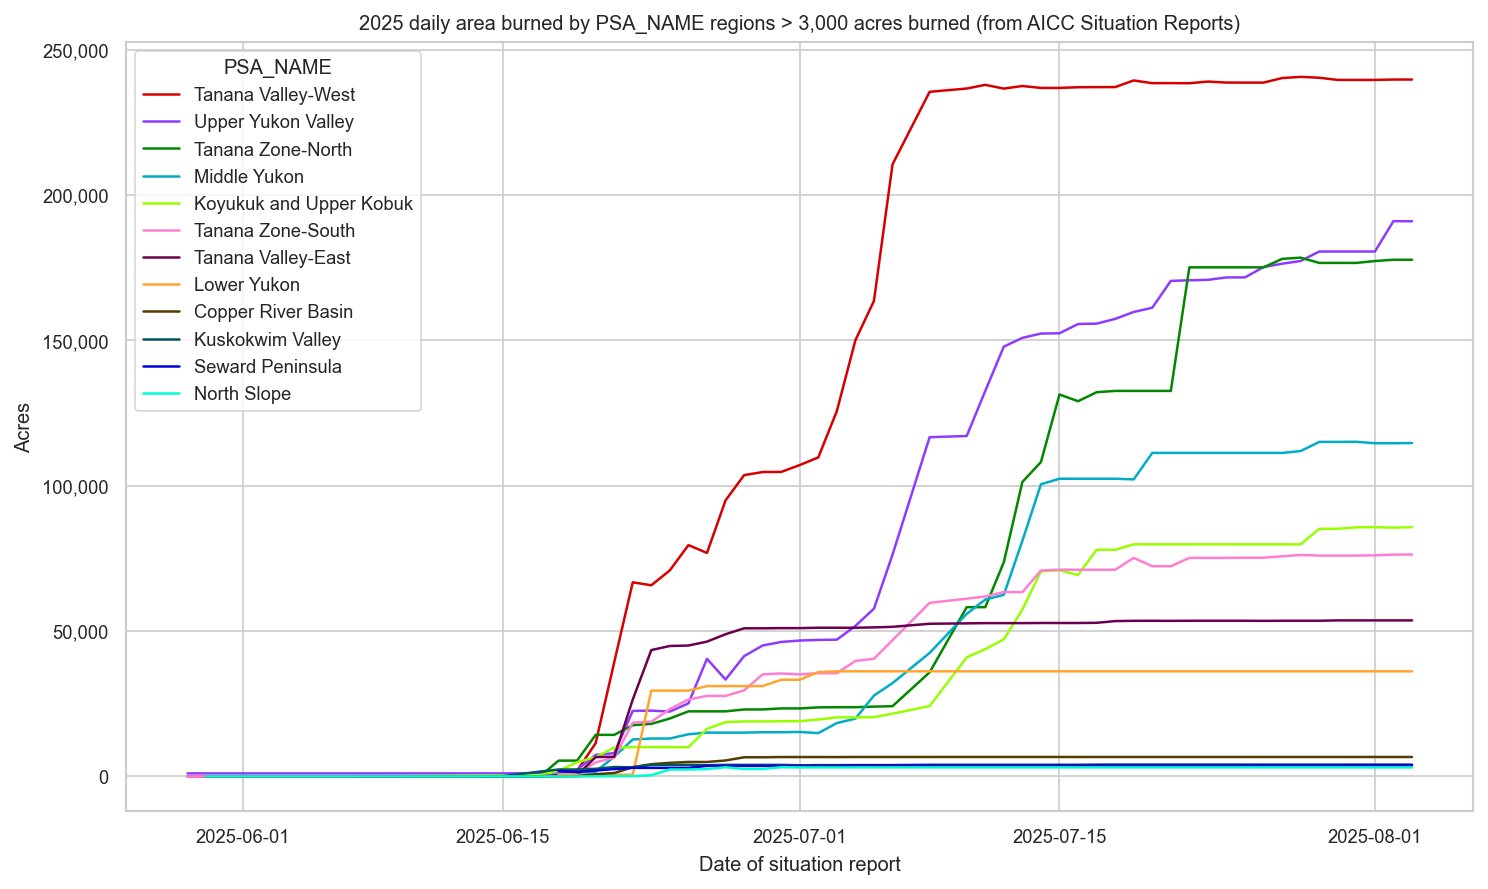 2025 daily area burned by PSA_NAME regions > 3,000 acres burned (from AICC Situation Reports)
250,000
200,000
150,000
100,000
50,000
0
Acres
PSA_NAME
Tanana Valley-West
Upper Yukon Valley
Tanana Zone-North
Middle Yukon
Koyukuk and Upper Kobuk
Tanana Zone-South
Tanana Valley-East
Lower Yukon
Copper River Basin
Kuskokwim Valley
Seward Peninsula
North Slope
2025-06-01
2025-06-15
2025-07-01
2025-07-15
2025-08-01
Date of situation report